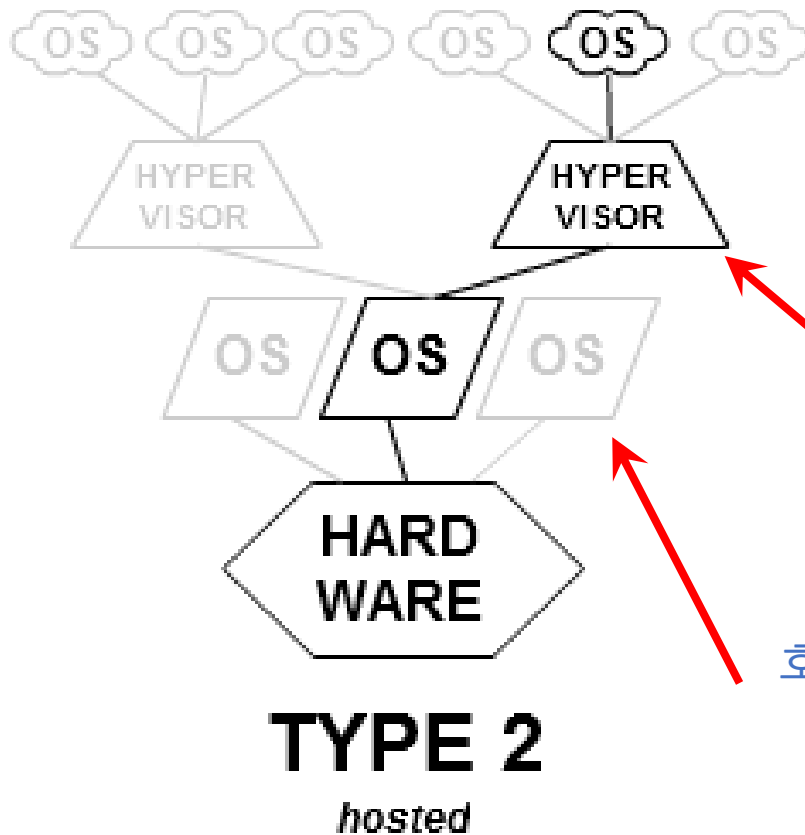 OS OS OS OS OS OS
HYPER
VISOR
HYPER
VISOR
OS OS OS
HARD
WARE
TYPE 2
hosted